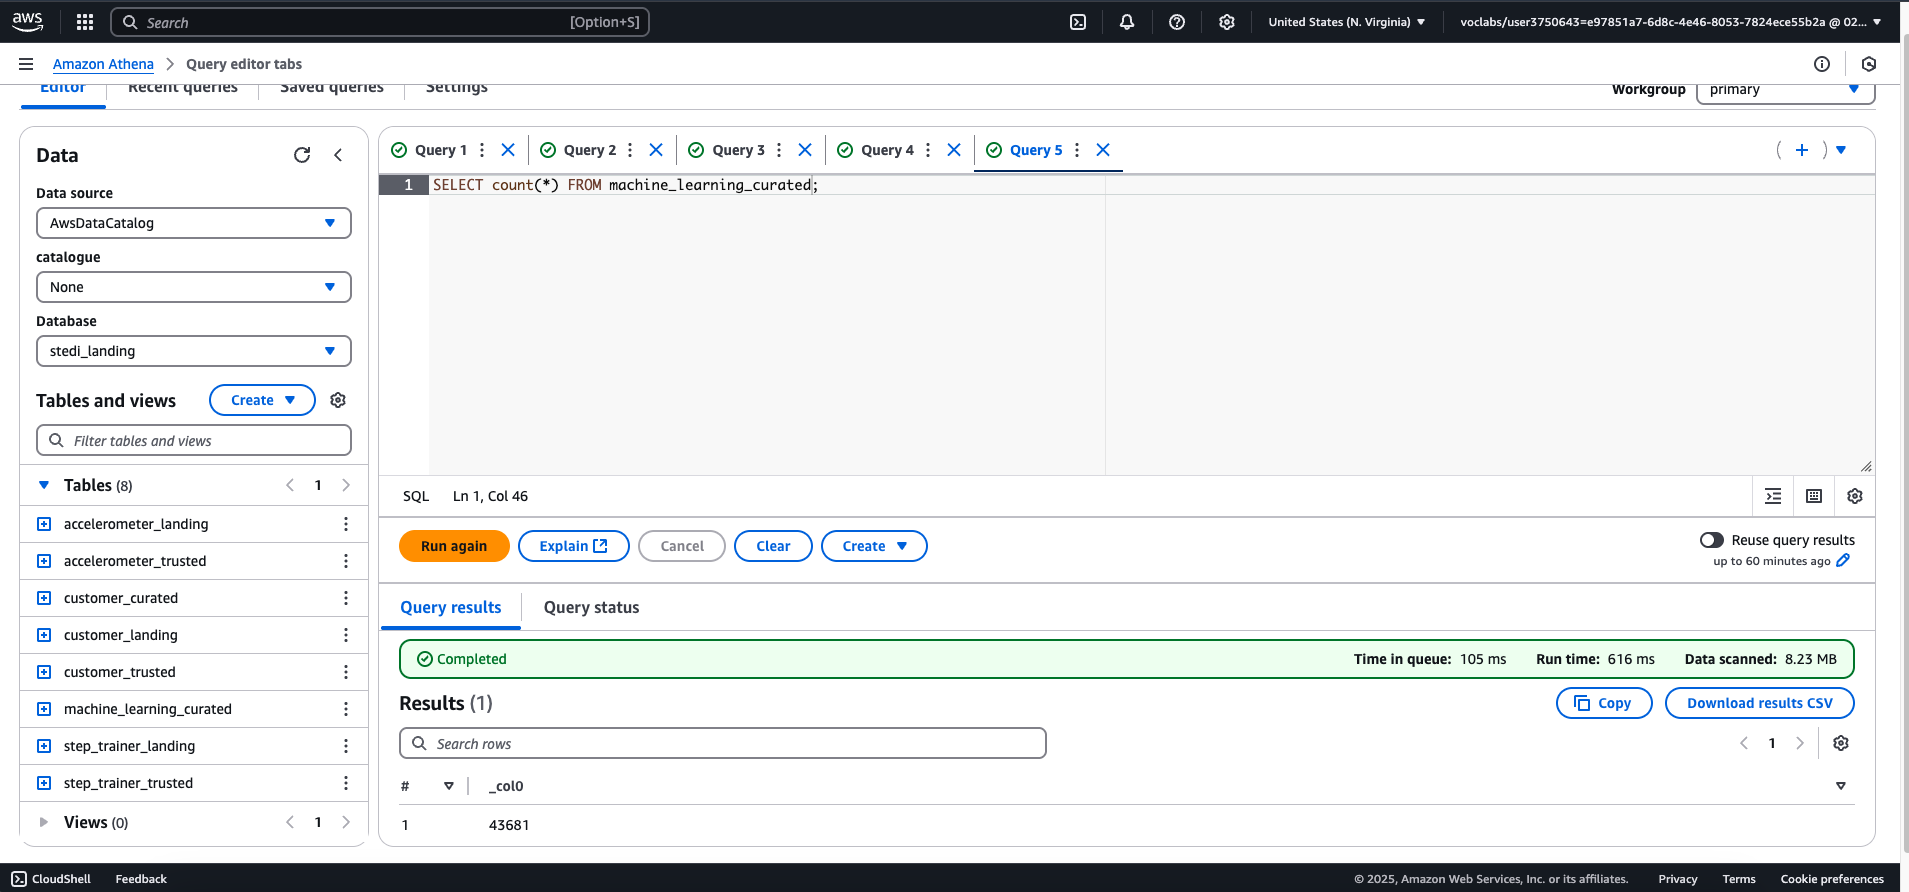 aws
Search
[Option+S]
United States (N. Virginia)
voclabs/user3750643=e97851a7-6d8c-4e46-8053-7824ece55b2a @ 02...
Amazon Athena
Query editor tabs
Editor
Recent queries
Saved queries
Settings
Workgroup
primary
Data
Data source
AwsDataCatalog
catalogue
None
Database
stedi_landing
Tables and views
Create
Filter tables and views
Tables (8)
1
accelerometer_landing
accelerometer_trusted
customer_curated
customer_landing
customer_trusted
machine_learning_curated
step_trainer_landing
step_trainer_trusted
Views (0)
1
Query 1
Query 2
Query 3
Query 4
Query 5
1
SELECT count(*) FROM machine_learning_curated;
SQL
Ln 1, Col 46
Run again
Explain
Cancel
Clear
Create
Reuse query results
up to 60 minutes ago
Query results
Query status
Completed
Time in queue: 105 ms
Run time: 616 ms
Data scanned: 8.23 MB
Results (1)
Copy
Download results CSV
Search rows
1
#
_col0
1
43681
CloudShell
Feedback
© 2025, Amazon Web Services, Inc. or its affiliates.
Privacy
Terms
Cookie preferences